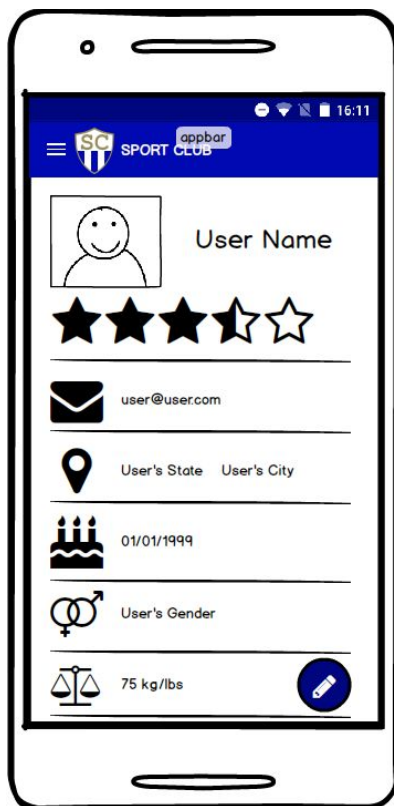 16:11
SC SPORT CLUB
appbar
User Name
user@user.com
User's State User's City
01/01/1999
User's Gender
75 kg/lbs